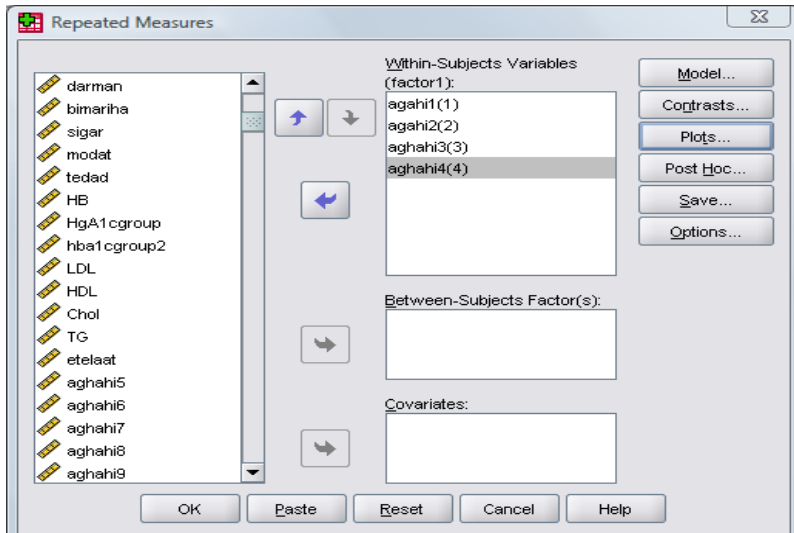 Repeated Measures
darman
bimariha
sigar
modat
tedad
HB
HgA1cgroup
hba1cgroup2
LDL
HDL
Chol
TG
etelaat
aghahi5
aghahi6
aghahi7
aghahi8
aghahi9
Within-Subjects Variables
(factor1):
agahi1(1)
agahi2(2)
aghahi3(3)
aghahi4(4)
Between-Subjects Factor(s):
Covariates:
Model...
Contrasts...
Plots...
Post Hoc...
Save...
Options...
OK
Paste
Reset
Cancel
Help